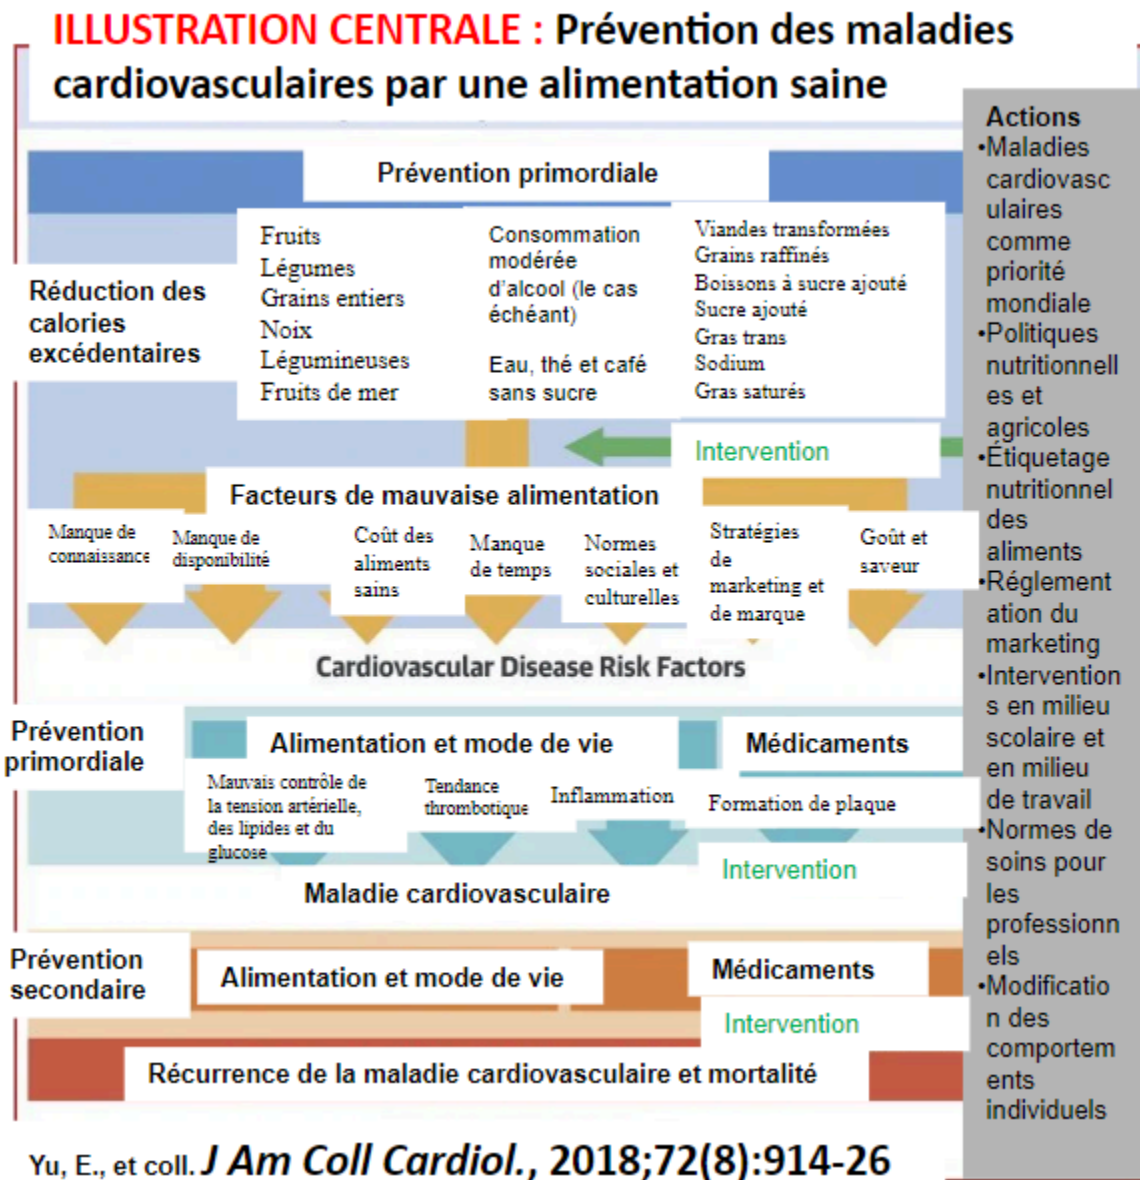 ILLUSTRATION CENTRALE : Prévention des maladies
cardiovasculaires par une alimentation saine
Prévention primordiale
Réduction des
calories
excédentaires
Fruits
Légumes
Grains entiers
Noix
Légumineuses
Fruits de mer
Consommation
modérée
d'alcool (le cas
échéant)
Eau, thé et café
sans sucre
Viandes transformées
Grains raffinés
Boissons à sucre ajouté
Sucre ajouté
Gras trans
Sodium
Gras saturés
Intervention
Facteurs de mauvaise alimentation
Manque de
connaissance
Manque de
disponibilité
Coût des
aliments
sains
Manque
de temps
Normes
sociales et
culturelles
Stratégies
de
marketing et
de marque
Goût et
saveur
Cardiovascular Disease Risk Factors
Prévention
primordiale
Alimentation et mode de vie
Médicaments
Mauvais contrôle de
la tension artérielle,
des lipides et du
glucose
Tendance
thrombotique
Inflammation
Formation de plaque
Intervention
Maladie cardiovasculaire
Prévention
secondaire
Alimentation et mode de vie
Médicaments
Intervention
Récurrence de la maladie cardiovasculaire et mortalité
Actions
•Maladies
cardiovasc
ulaires
comme
priorité
mondiale
•Politiques
nutritionnell
es et
agricoles
•Étiquetage
nutritionnel
des
aliments
•Réglement
ation du
marketing
•Intervention
s en milieu
scolaire et
en milieu
de travail
•Normes de
soins pour
les
professionn
els
•Modificatio
n des
comportem
ents
individuels
Yu, E., et coll. J Am Coll Cardiol., 2018;72(8):914-26